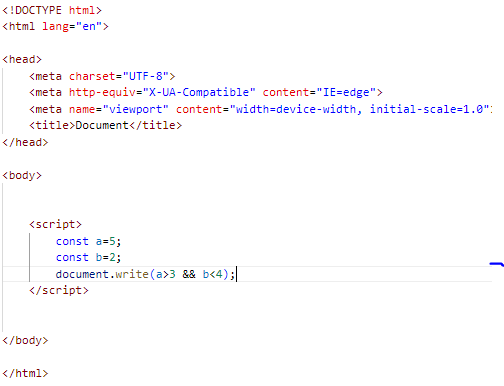 <!DOCTYPE html>
<html lang="en">
<head>
<meta charset="UTF-8">
<meta http-equiv="X-UA-Compatible" content="IE=edge">
<meta name="viewport" content="width=device-width, initial-scale=1.0"
<title>Document</title>
</head>
<body>
<script>
const a=5;
const b=2;
document.write(a>3 && b<4);
</script>
</body>
</html>